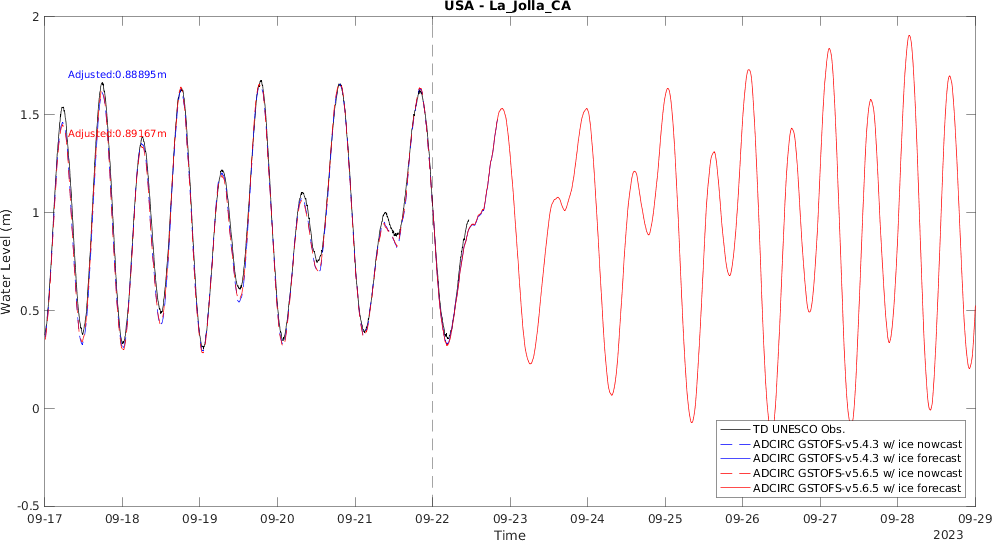 USA - La_Jolla_CA
2
1.5
1
0.5
0
-0.5
Water Level (m)
Adjusted:0.88895m
Adjusted:0.89167m
TD UNESCO Obs.
ADCIRC GSTOFS-v5.4.3 w/ ice nowcast
ADCIRC GSTOFS-v5.4.3 w/ ice forecast
ADCIRC GSTOFS-v5.6.5 w/ ice nowcast
ADCIRC GSTOFS-v5.6.5 w/ ice forecast
09-17 09-18 09-19 09-20 09-21 09-22 09-23 09-24 09-25 09-26 09-27 09-28 09-29
Time
2023